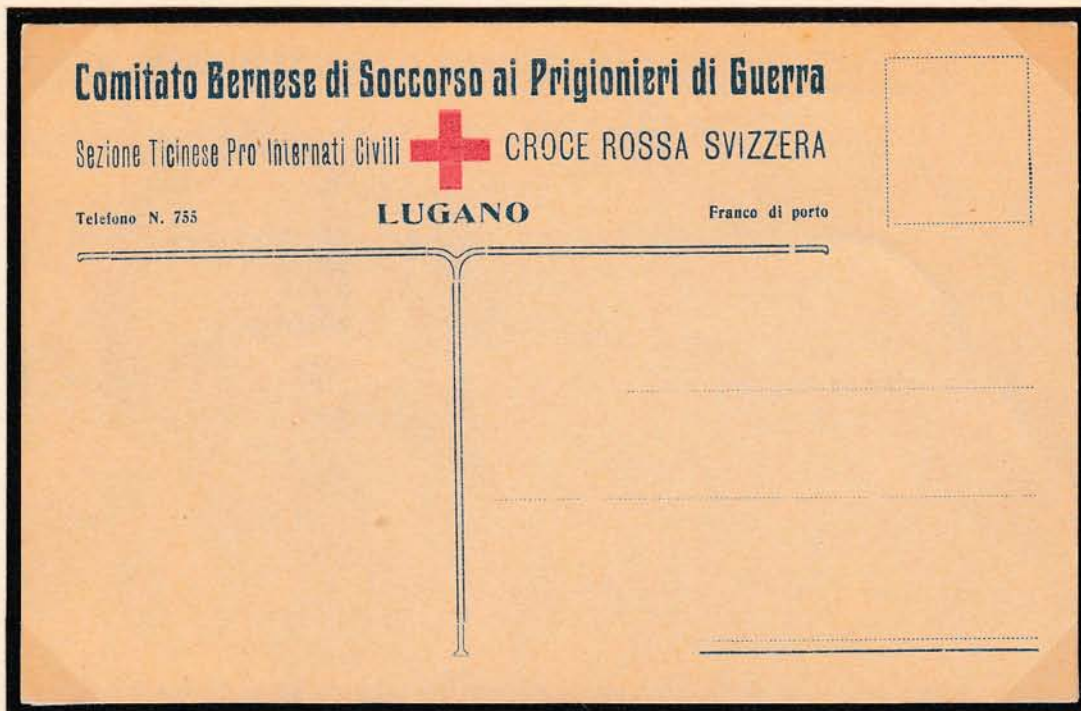 Comitato Bernese di Soccorso ai Prigionieri di Guerra
Sezione Ticinese Pro' Internati Civili CROCE ROSSA SVIZZERA
Telefono N. 755 LUGANO Franco di porto